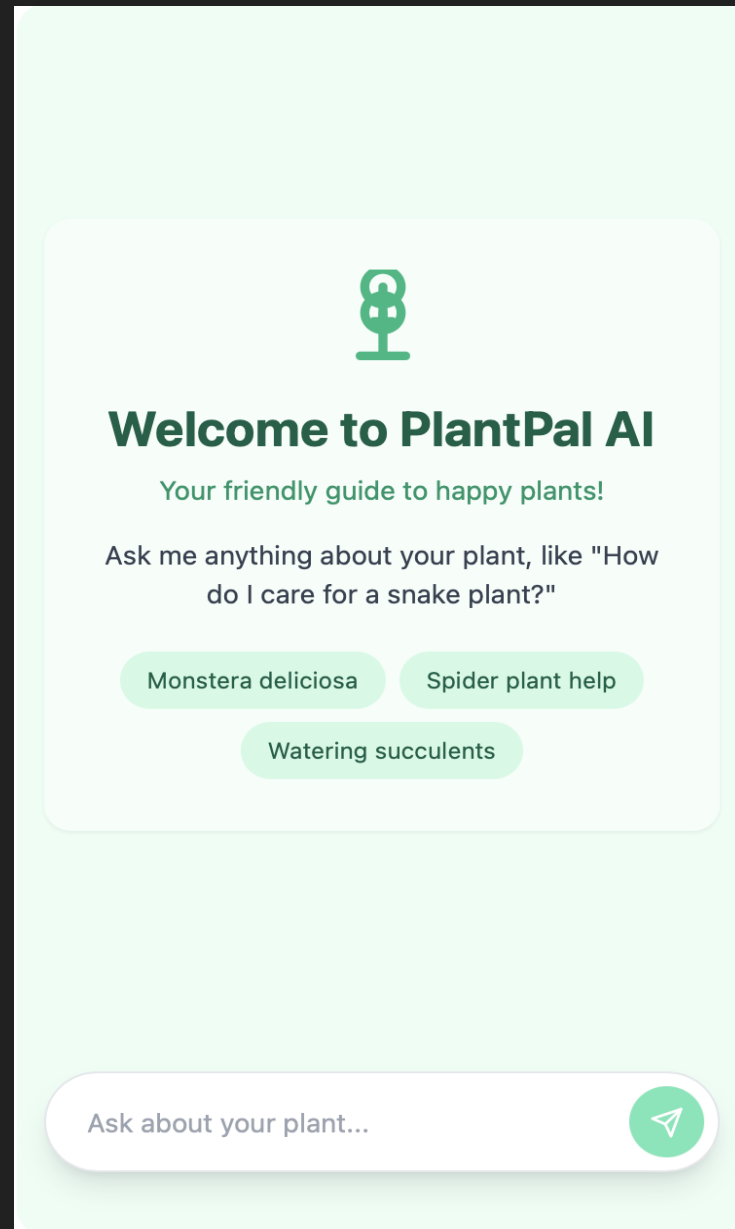 Welcome to PlantPal AI
Your friendly guide to happy plants!
Ask me anything about your plant, like "How
do I care for a snake plant?"
Monstera deliciosa
Spider plant help
Watering succulents
Ask about your plant...